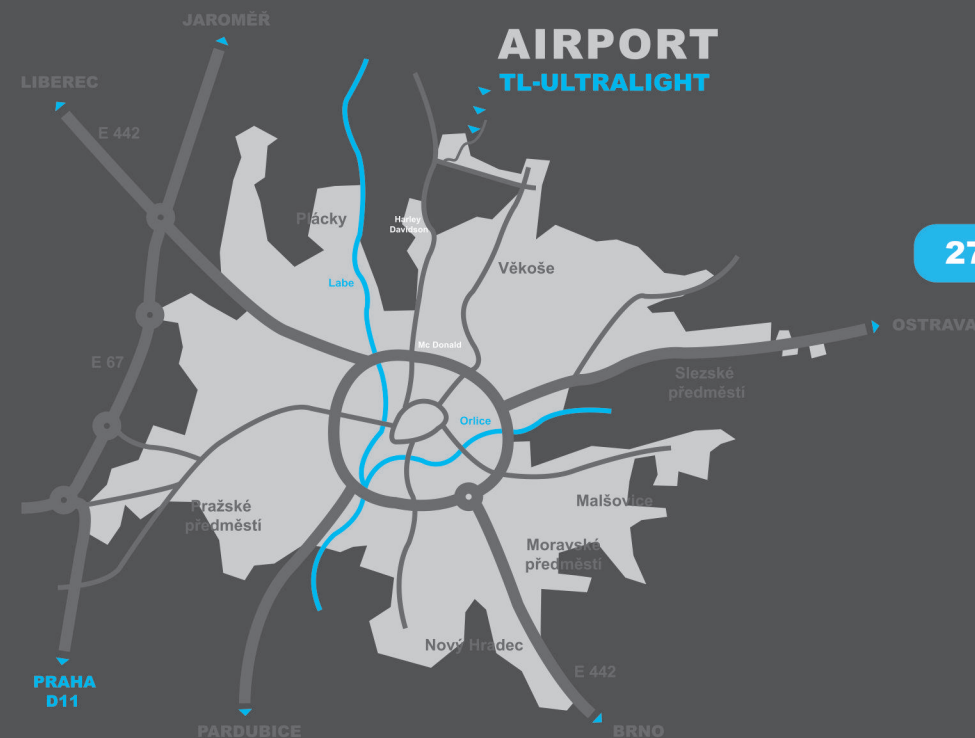 JAROMĚŘ
AIRPORT
TL-ULTRALIGHT
LIBEREC
E 442
Plácky
Harley
Davidson
27
Věkoše
Labe
OSTRAVA
Mc Donald
E 67
Slezské
předměstí
Orlice
Malšovice
Pražské
předměstí
Moravské
předměstí
Nový Hradec
E 442
PRAHA
D11
PARDUBICE
BRNO